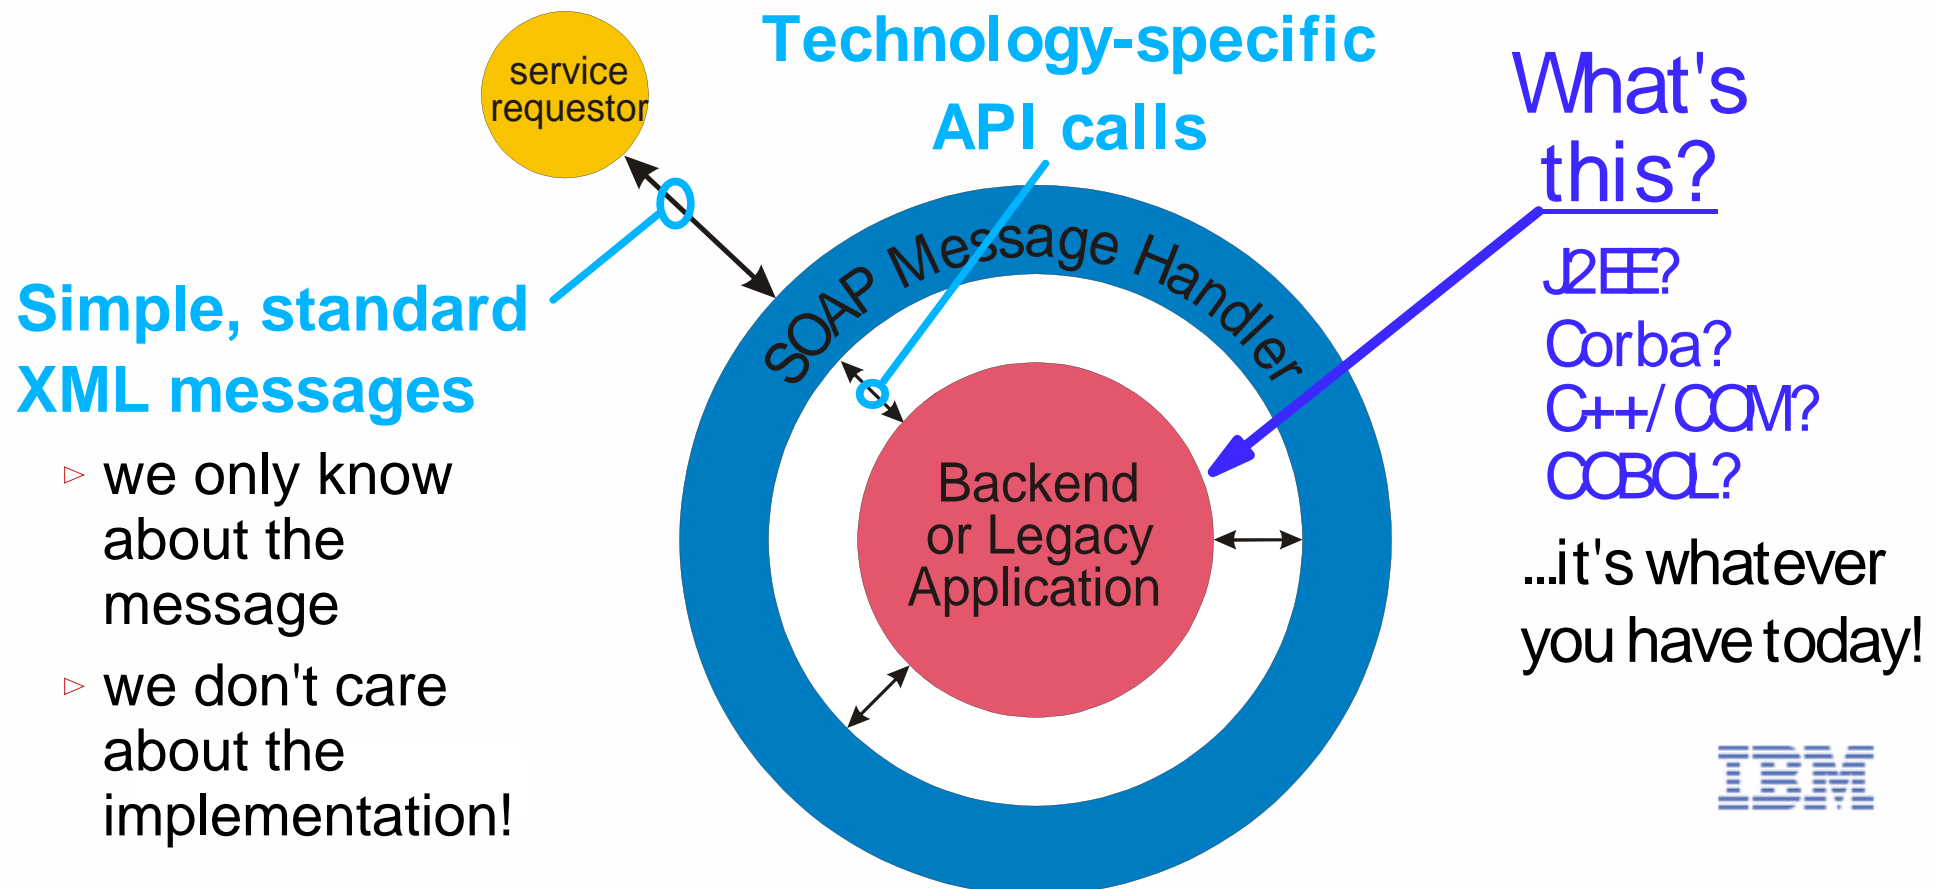 service
requestor
Technology-specific
API calls
What's
this?
J2EE?
Corba?
C++/COM?
COBOL?
...it's whatever
you have today!
Simple, standard
XML messages
▻ we only know
about the
message
▻ we don't care
about the
implementation!
SOAP Message Handler
Backend
or Legacy
Application
IBM